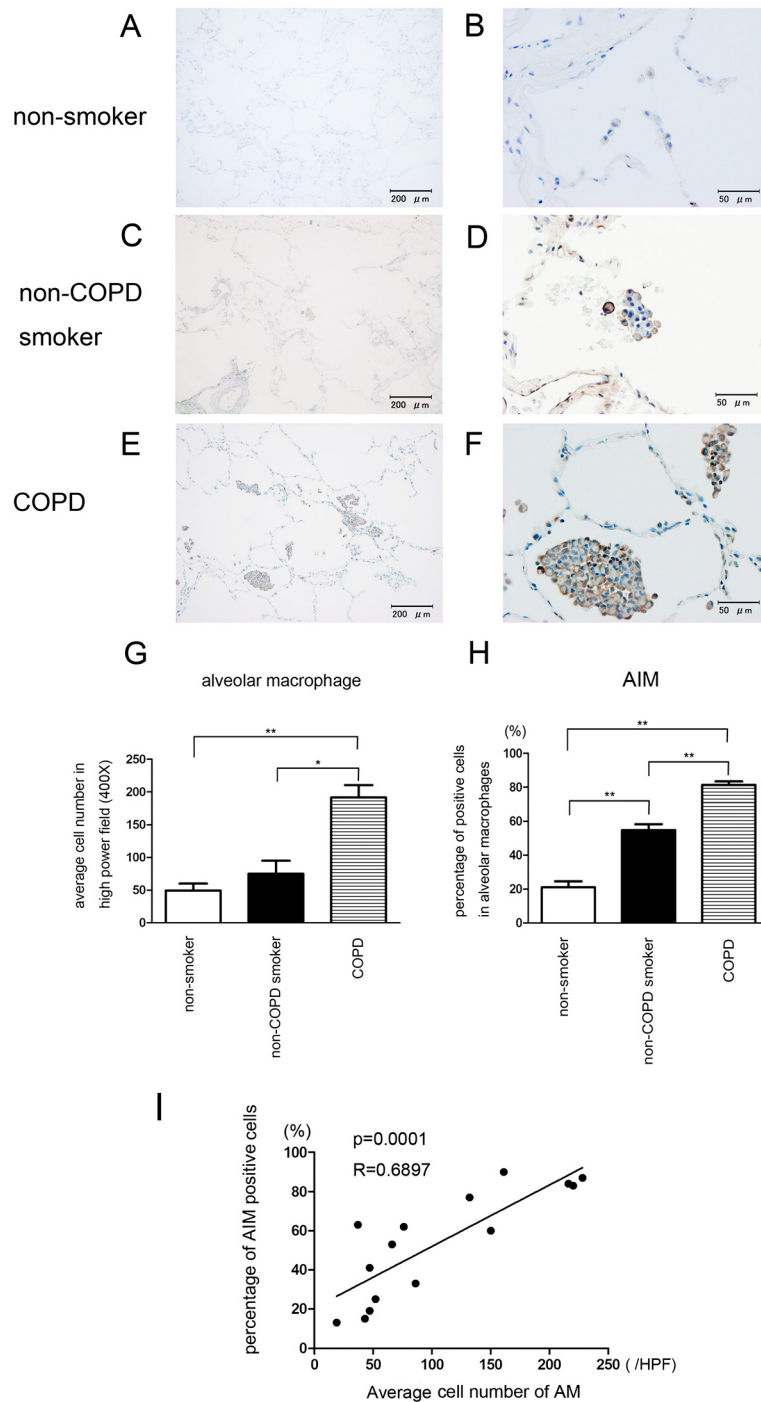 A
B
non-smoker
200 μm
50 μm
C
D
non-COPD
smoker
200 μm
50 μm
E
F
COPD
200 μm
50 μm
G
alveolar macrophage
**
*
average cell number in
high power field (400X)
250
200
150
100
50
0
non-smoker
non-COPD smoker
COPD
H
AIM
(%)
**
**
**
percentage of positive cells
in alveolar macrophages
100
80
60
40
20
0
non-smoker
non-COPD smoker
COPD
I
(%)
p=0.0001
R=0.6897
percentage of AIM positive cells
100
80
60
40
20
0
0 50 100 150 200 250 ( /HPF)
Average cell number of AM